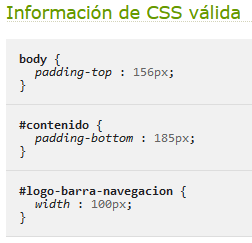 Información de CSS válida
body {
padding-top : 156px;
}
#contenido {
padding-bottom : 185px;
}
#logo-barra-navegacion {
width : 100px;
}